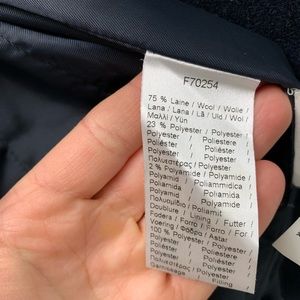 F70254
75 % Laine / Wool / Wolle
Lana / Lana / Lã / Uld / Wol /
Μαλλί / Yün
23 % Polyester / Polyester /
Polyester / Poliestere /
Poliéster / Poliéster /
Polyester / Polyester /
Πολυεστέρας / Polyester
2 % Polyamide / Polyamide
Polyamid / Poliammidica
Poliamida / Poliamida
Polyamid / Polyamide
Πολυαμίδιο / Poliamit
Doublure / Lining / Futter /
Fodera / Forro / Forro / For /
Voering / Φόδρα / Astar
100 % Polyester / Polyester
Polyester / Poliestere
Poliéster / Poliéster
Polyester / Polyester